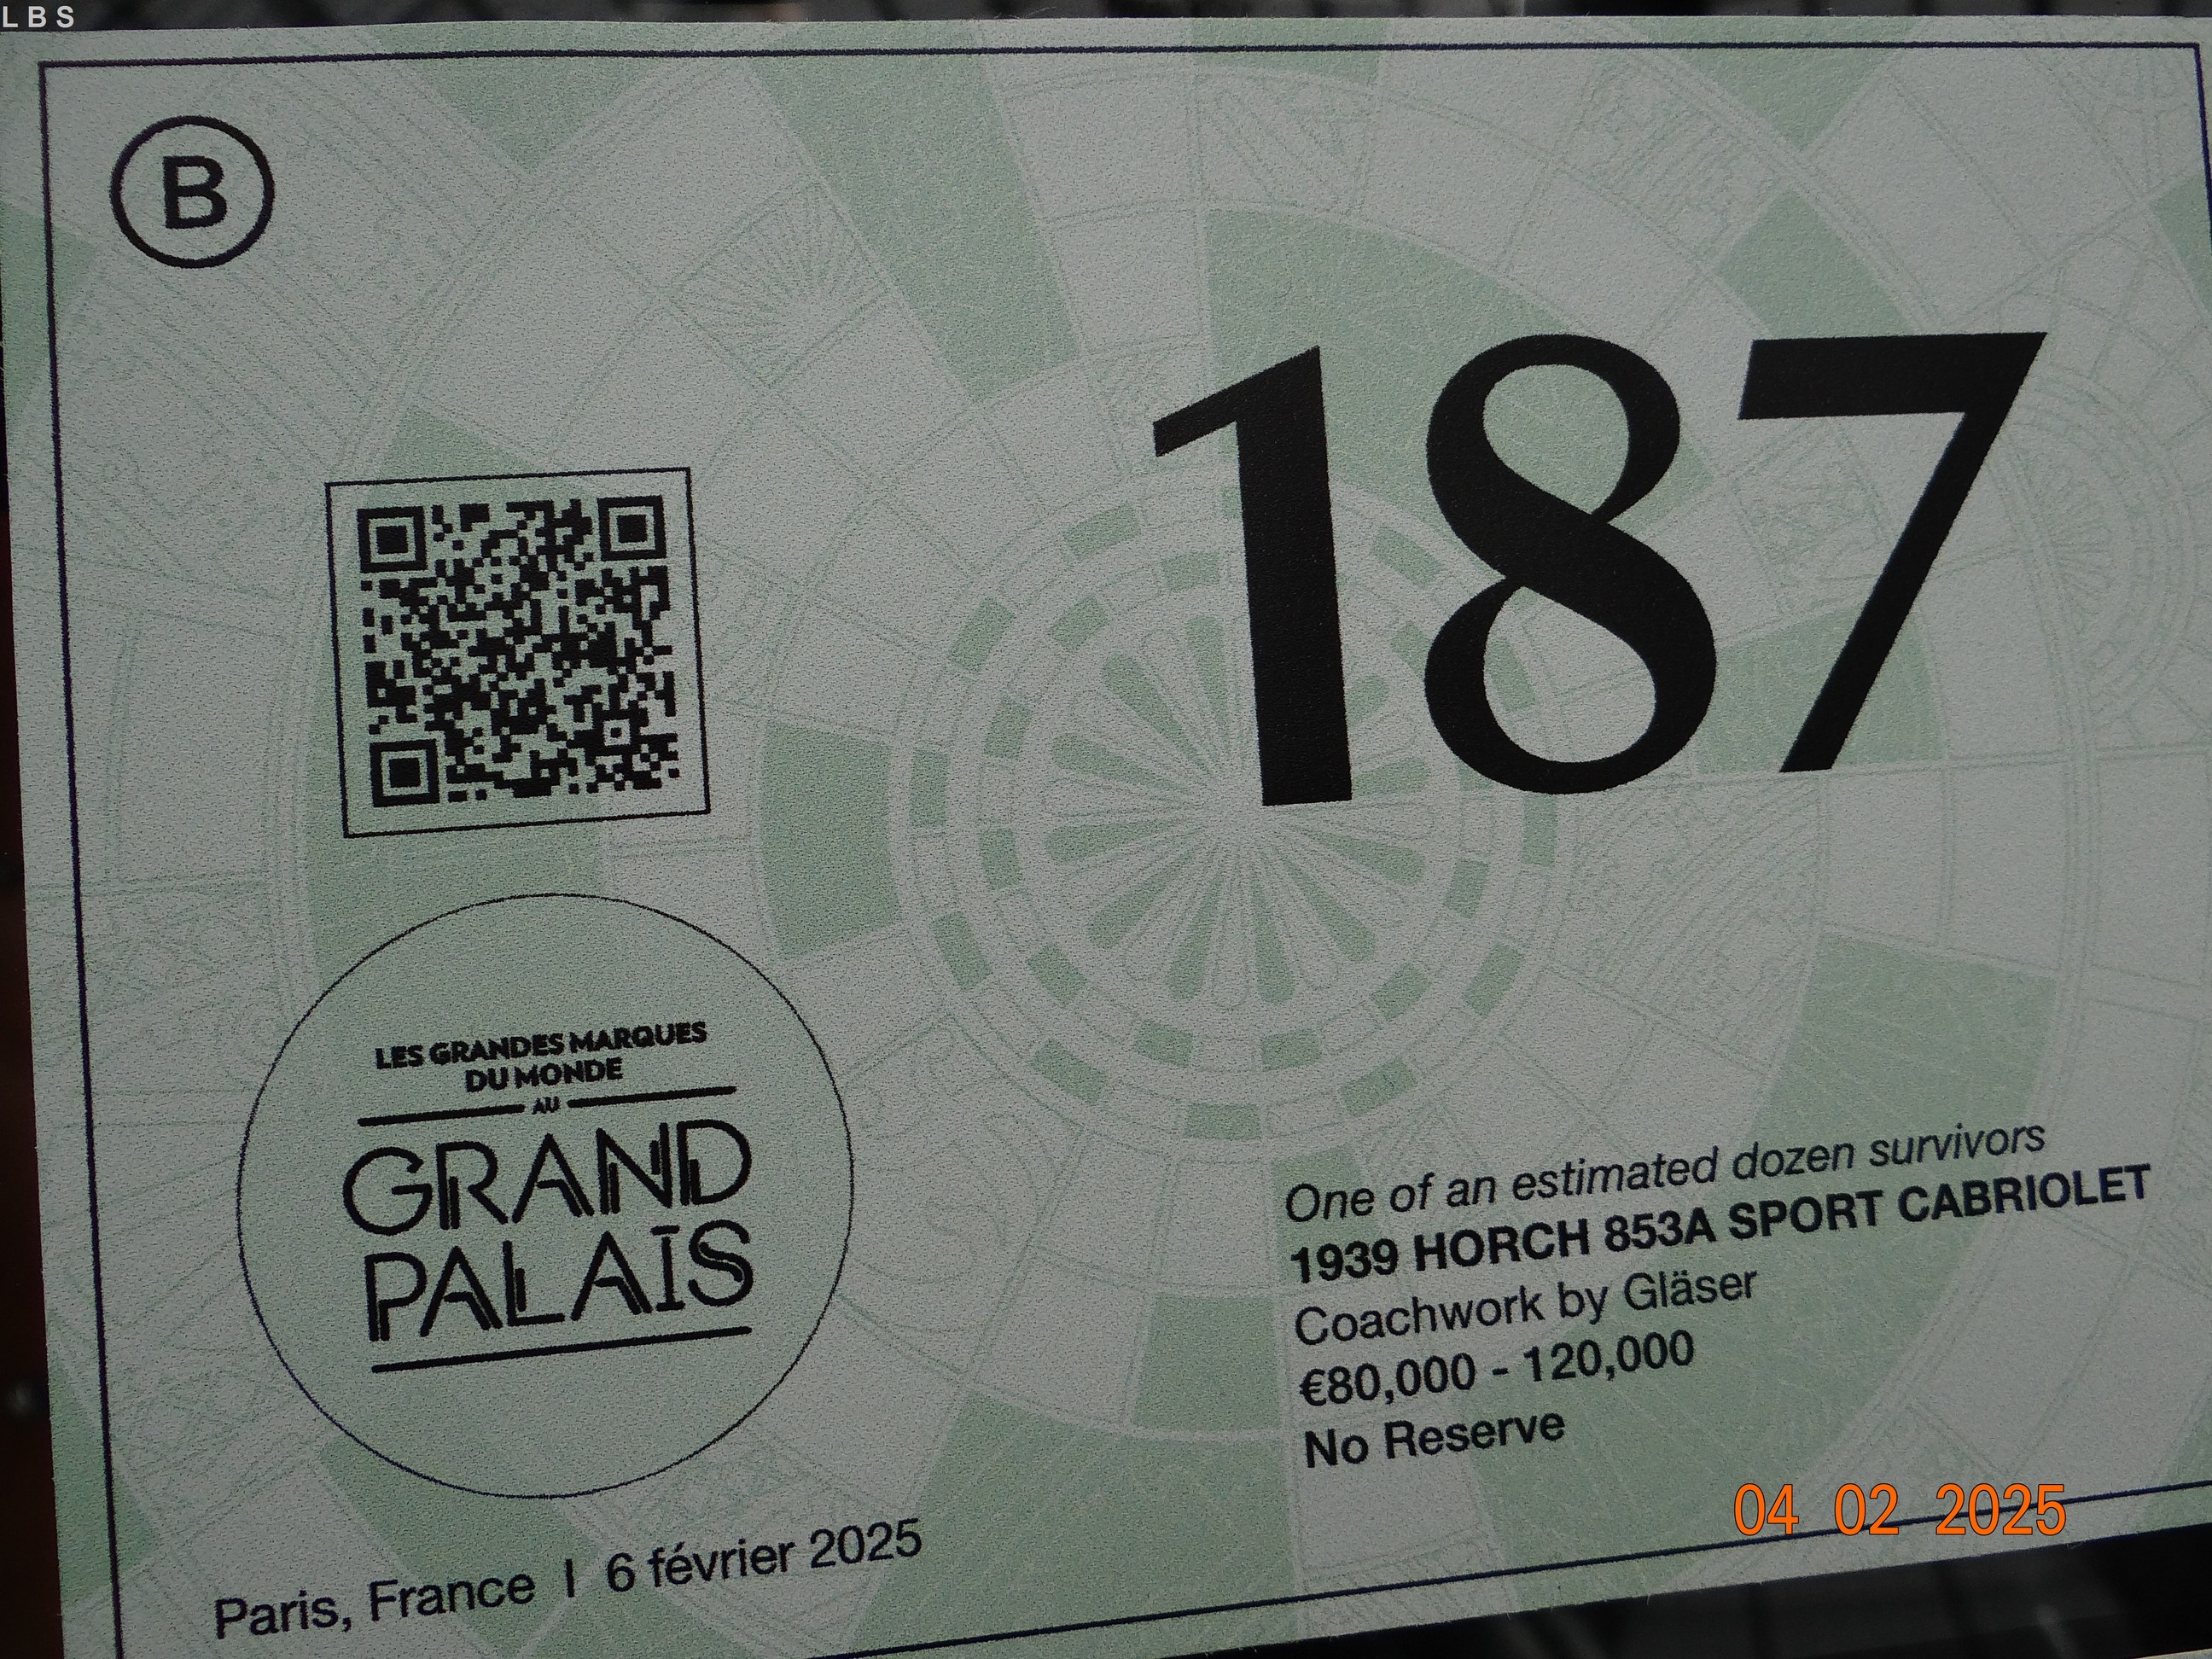 LBS
B
187
LES GRANDES MARQUES
DU MONDE
AU
GRAND
PALAIS
One of an estimated dozen survivors
1939 HORCH 853A SPORT CABRIOLET
Coachwork by Gläser
€80,000 - 120,000
No Reserve
Paris, France | 6 février 2025
04 02 2025